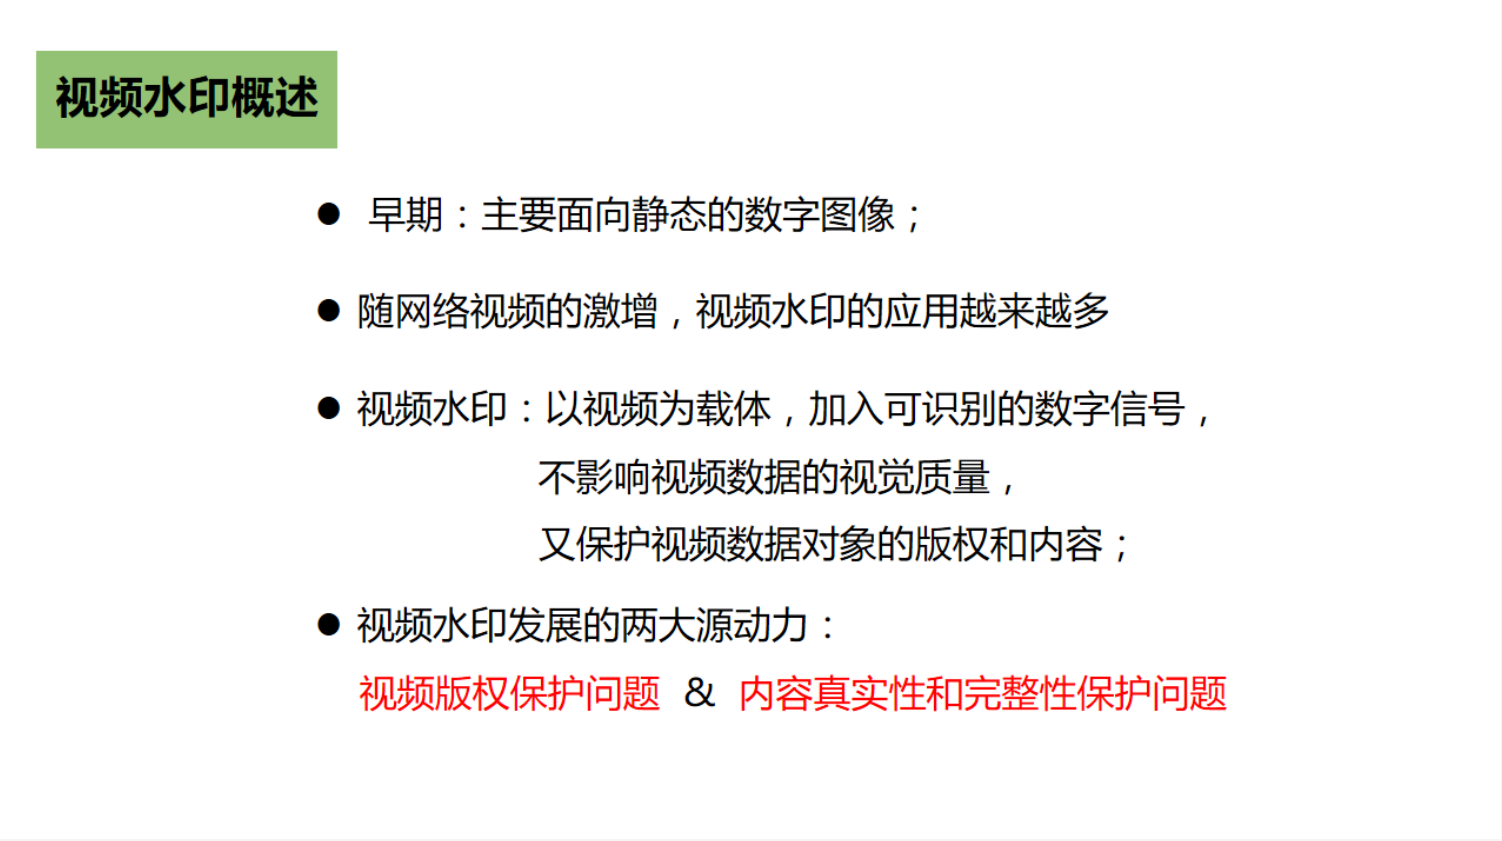 视频水印概述
● 早期：主要面向静态的数字图像；
● 随网络视频的激增，视频水印的应用越来越多
● 视频水印：以视频为载体，加入可识别的数字信号，
不影响视频数据的视觉质量，
又保护视频数据对象的版权和内容；
● 视频水印发展的两大源动力：
视频版权保护问题 & 内容真实性和完整性保护问题